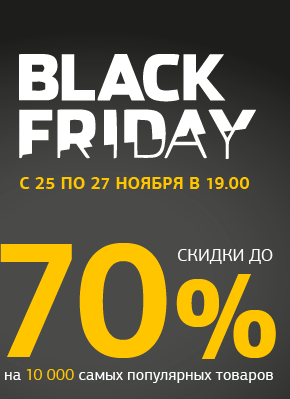 BLACK
FRIDAY
С 25 ПО 27 НОЯБРЯ В 19.00
СКИДКИ ДО
70%
на 10 000 самых популярных товаров